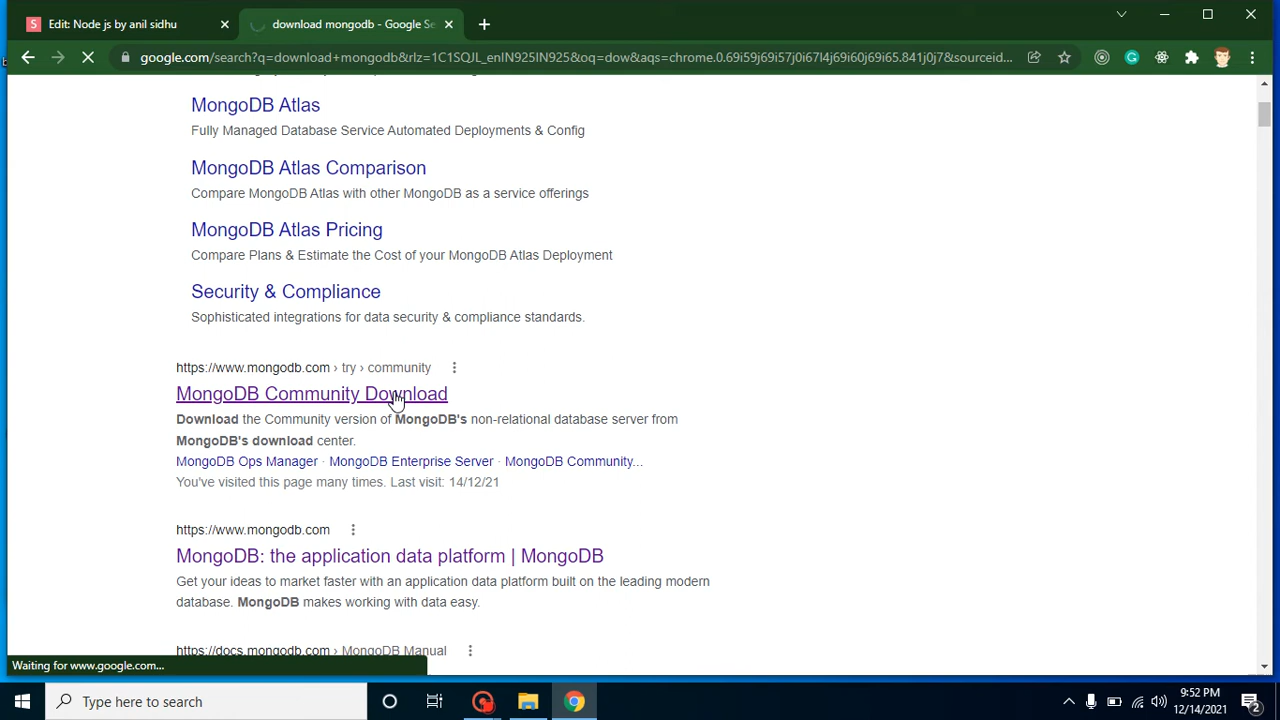 Edit: Node js by anil sidhu
download mongodb - Google Se
google.com/search?q=download+mongodb&rlz=1C1SQJL_enIN925IN925&oq=dow&aqs=chrome.0.69i59j69i57j0i67l4j69i60j69i65.841j0j7&sourceid...
MongoDB Atlas
Fully Managed Database Service Automated Deployments & Config
MongoDB Atlas Comparison
Compare MongoDB Atlas with other MongoDB as a service offerings
MongoDB Atlas Pricing
Compare Plans & Estimate the Cost of your MongoDB Atlas Deployment
Security & Compliance
Sophisticated integrations for data security & compliance standards.
https://www.mongodb.com › try › community
MongoDB Community Download
Download the Community version of MongoDB's non-relational database server from
MongoDB's download center.
MongoDB Ops Manager · MongoDB Enterprise Server · MongoDB Community...
You've visited this page many times. Last visit: 14/12/21
https://www.mongodb.com
MongoDB: the application data platform | MongoDB
Get your ideas to market faster with an application data platform built on the leading modern
database. MongoDB makes working with data easy.
https://docs.mongodb.com › MongoDB Manual
Waiting for www.google.com...
Type here to search
9:52 PM
12/14/2021
2